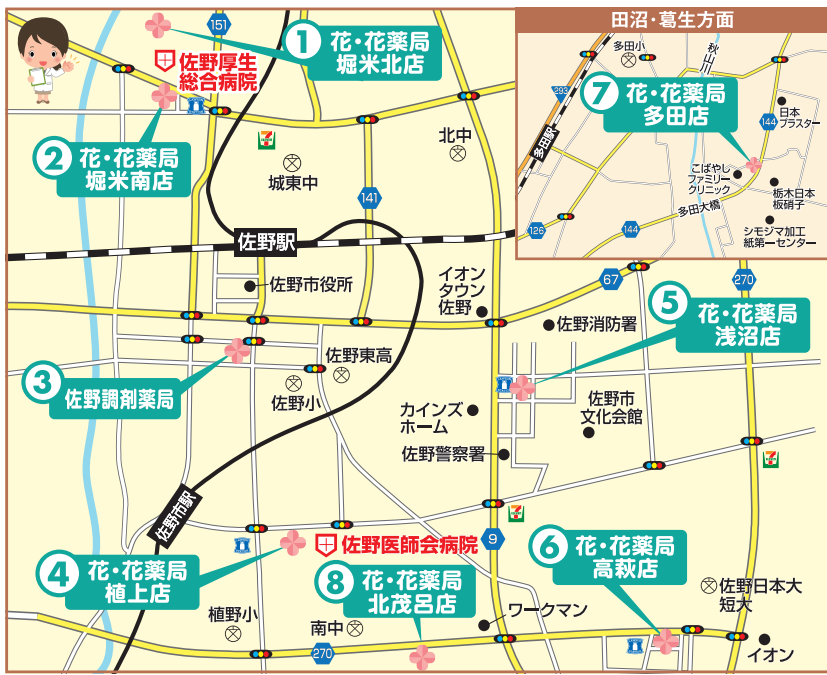 151
1
花・花薬局
堀米北店
佐野厚生
総合病院
2
花・花薬局
堀米南店
城東中
北中
141
佐野駅
佐野市役所
イオン
タウン
佐野
67
270
佐野消防署
5
花・花薬局
浅沼店
佐野東高
佐野小
3
佐野調剤薬局
カインズ
ホーム
佐野市
文化会館
佐野警察署
佐野市駅
佐野医師会病院
9
4
花・花薬局
植上店
6
花・花薬局
高萩店
8
花・花薬局
北茂呂店
植野小
南中
270
ワークマン
佐野日本大
短大
イオン
田沼・葛生方面
多田小
秋山川
293
7
花・花薬局
多田店
144
日本
プラスター
多田駅
こばやし
ファミリー
クリニック
栃木日本
板硝子
多田大橋
126
144
シモジマ加工
紙第一センター